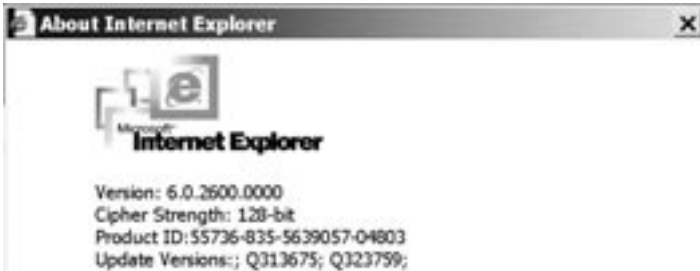 About Internet Explorer
Microsoft
Internet Explorer
Version: 6.0.2600.0000
Cipher Strength: 128-bit
Product ID:55736-835-5639057-04803
Update Versions:; Q313675; Q323759;